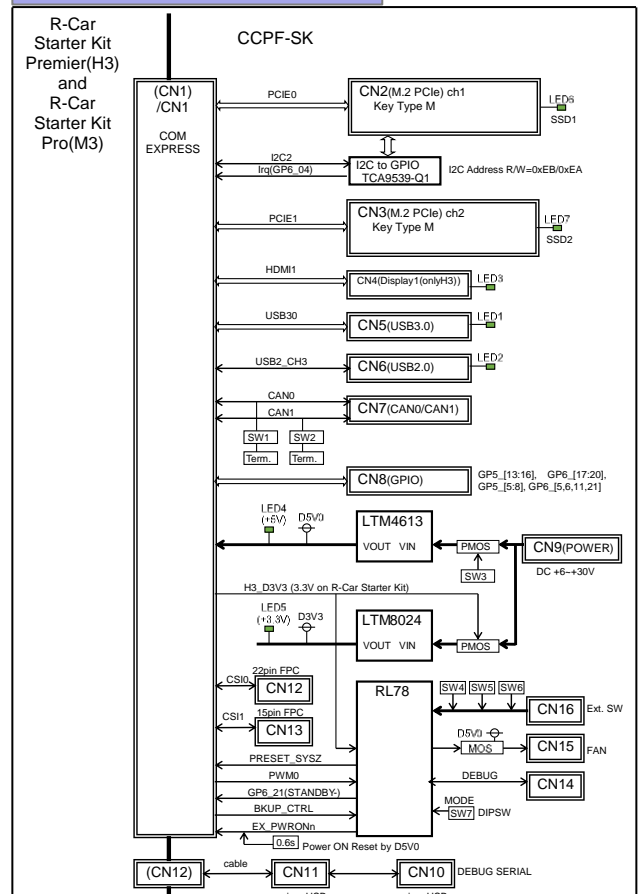 R-Car
Starter Kit
Premier(H3)
and
R-Car
Starter Kit
Pro(M3)
CCPF-SK
(CN1)
/CN1
COM
EXPRESS
PCIE0
CN2(M.2 PCIe) ch1
Key Type M
LED6
SSD1
I2C2
Irq(GP6_04)
I2C to GPIO
TCA9539-Q1
I2C Address R/W=0xEB/0xEA
PCIE1
CN3(M.2 PCIe) ch2
Key Type M
LED7
SSD2
HDMI1
CN4(Display1(onlyH3))
LED3
USB30
CN5(USB3.0)
LED1
USB2_CH3
CN6(USB2.0)
LED2
CAN0
CAN1
CN7(CAN0/CAN1)
SW1
SW2
Term.
Term.
CN8(GPIO)
GP5_[13:16], GP6_[17:20],
GP5_[5:8], GP6_[5,6,11,21]
LED4
(+5V)
D5V0
LTM4613
VOUT VIN
PMOS
SW3
CN9(POWER)
DC +6~+30V
H3_D3V3 (3.3V on R-Car Starter Kit)
LED5
(+3.3V)
D3V3
LTM8024
VOUT VIN
PMOS
22pin FPC
CSI0
CN12
15pin FPC
CSI1
CN13
RL78
SW4
SW5
SW6
CN16
Ext. SW
D5V0
MOS
CN15
FAN
PRESET_SYSZ
PWM0
GP6_21(STANDBY-)
BKUP_CTRL
EX_PWRONn
DEBUG
CN14
MODE
SW7
DIPSW
0.6s
Power ON Reset by D5V0
(CN12)
cable
CN11
CN10
DEBUG SERIAL